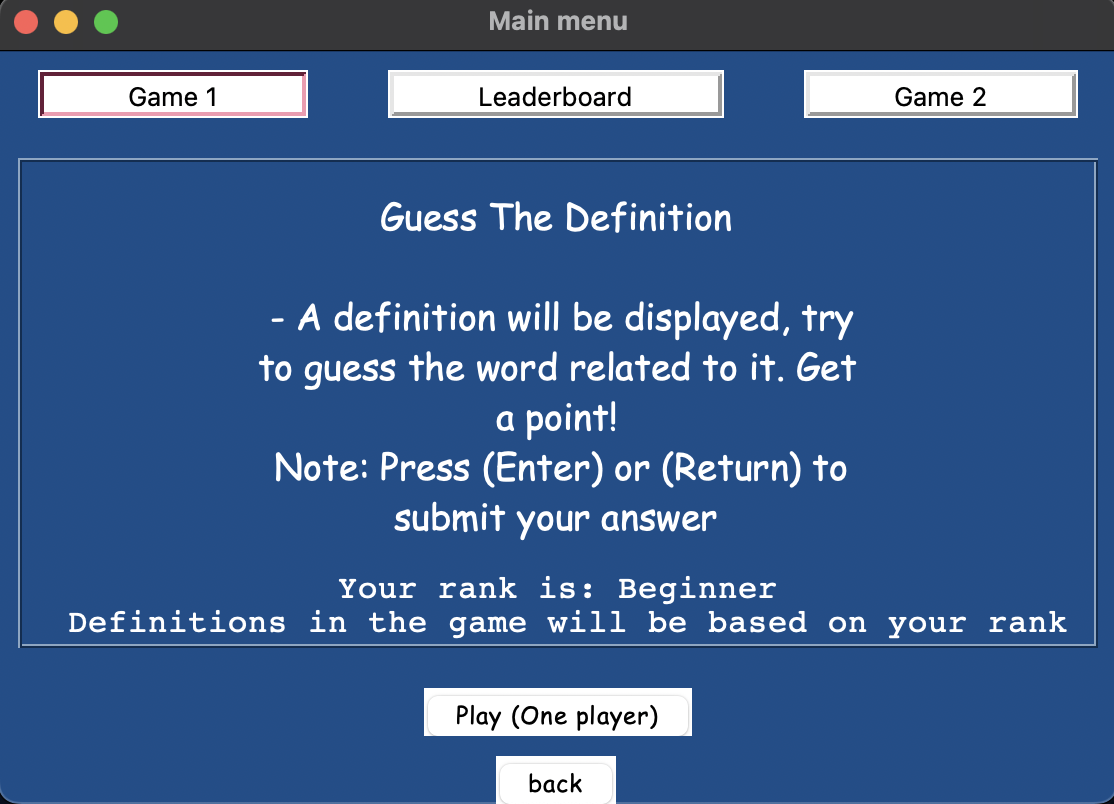 Main menu
Game 1
Leaderboard
Game 2
Guess The Definition
- A definition will be displayed, try
to guess the word related to it. Get
a point!
Note: Press (Enter) or (Return) to
submit your answer
Your rank is: Beginner
Definitions in the game will be based on your rank
Play (One player)
back